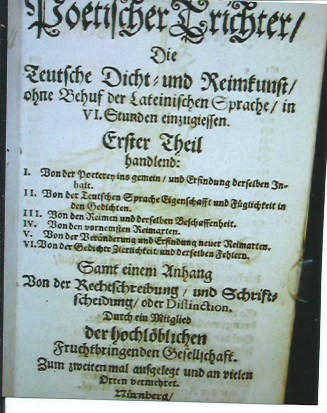 Poetischer Trichter/
Die
Teutsche Dicht- und Reimkunst/
ohne Behuf der Lateinischen Sprache/ in
VI. Stunden einzugiessen.
Erster Theil
handlend:
I. Von der Poeterey ins gemein/ und Erfindung derselben In-
halt.
II. Von der Teutschen Sprache Eigenschafft und Füglichkeit in
den Gedichten.
III. Von den Reimen und derselben Beschaffenheit.
IV. Von den vornemsten Reimarten.
V. Von der Veränderung und Erfindung neuer Reimarten.
VI. Von der Gedichte Zierlichkeit/ und derselben Fehlern.
Samt einem Anhang
Von der Rechtschreibung/ und Schrifft-
scheidung/ oder Distinction.
Durch ein Mitglied
der hochlöblichen
Fruchtbringenden Gesellschaft.
Zum zweiten mal aufgelegt und an vielen
Orten vermehret.
Nürnberg/